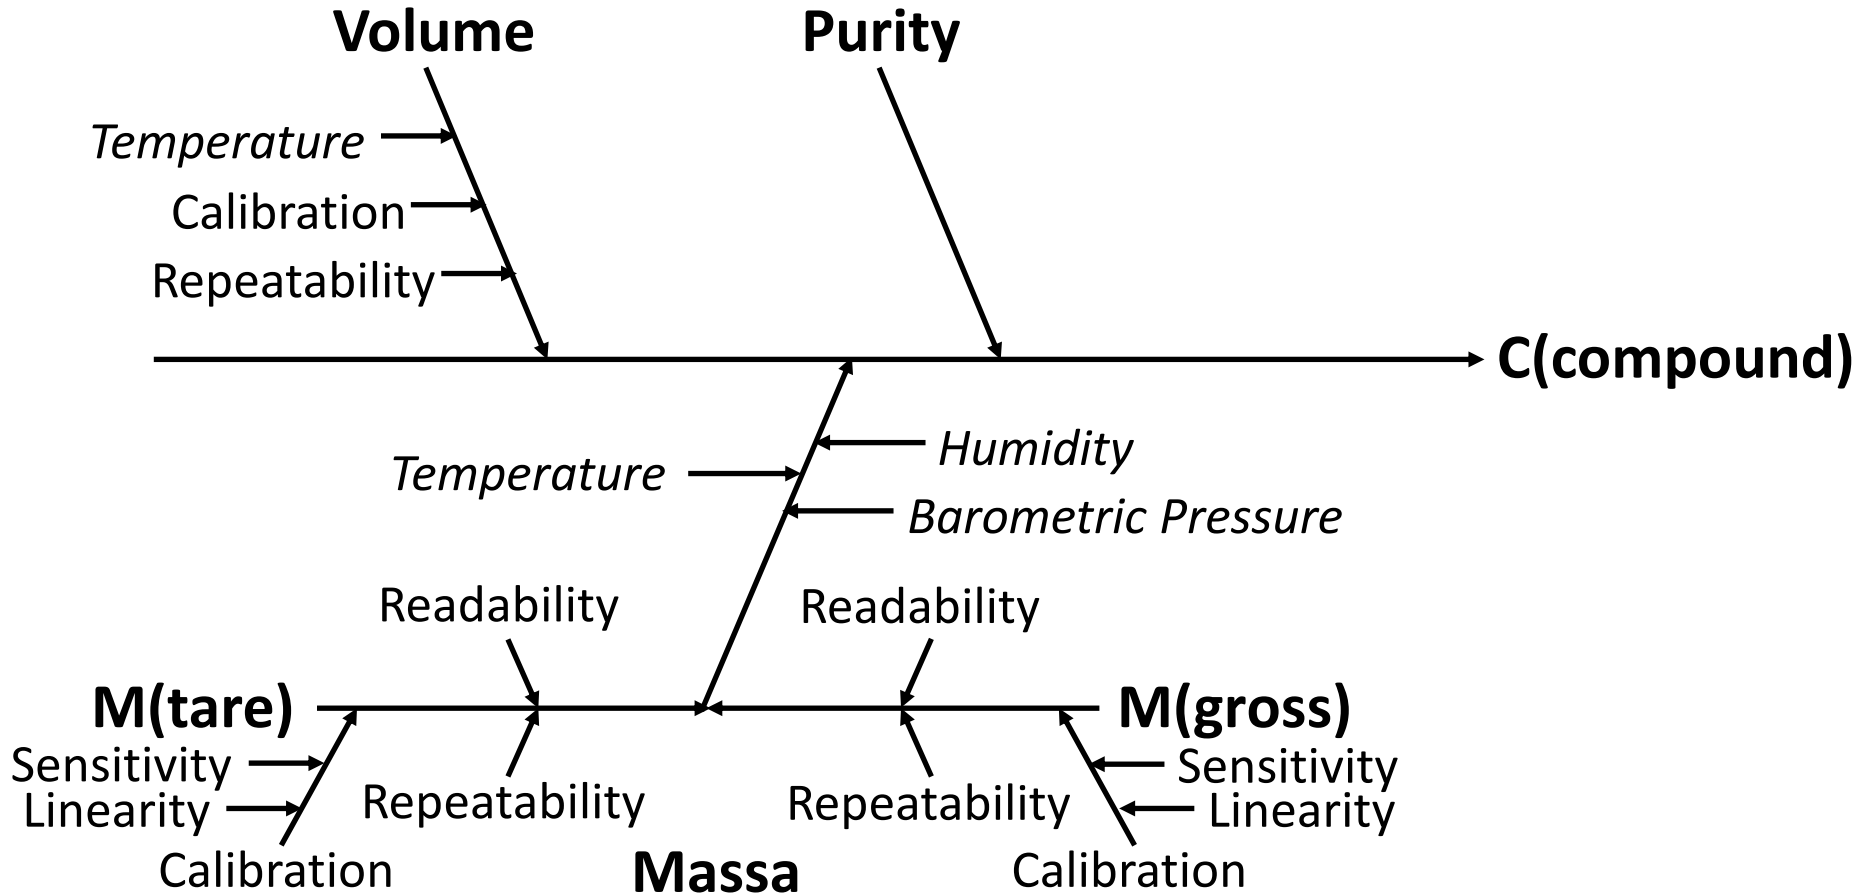 Volume
Purity
Temperature
Calibration
Repeatability
C(compound)
Humidity
Temperature
Barometric Pressure
Readability
Readability
M(tare)
M(gross)
Sensitivity
Sensitivity
Linearity
Linearity
Repeatability
Repeatability
Calibration
Massa
Calibration